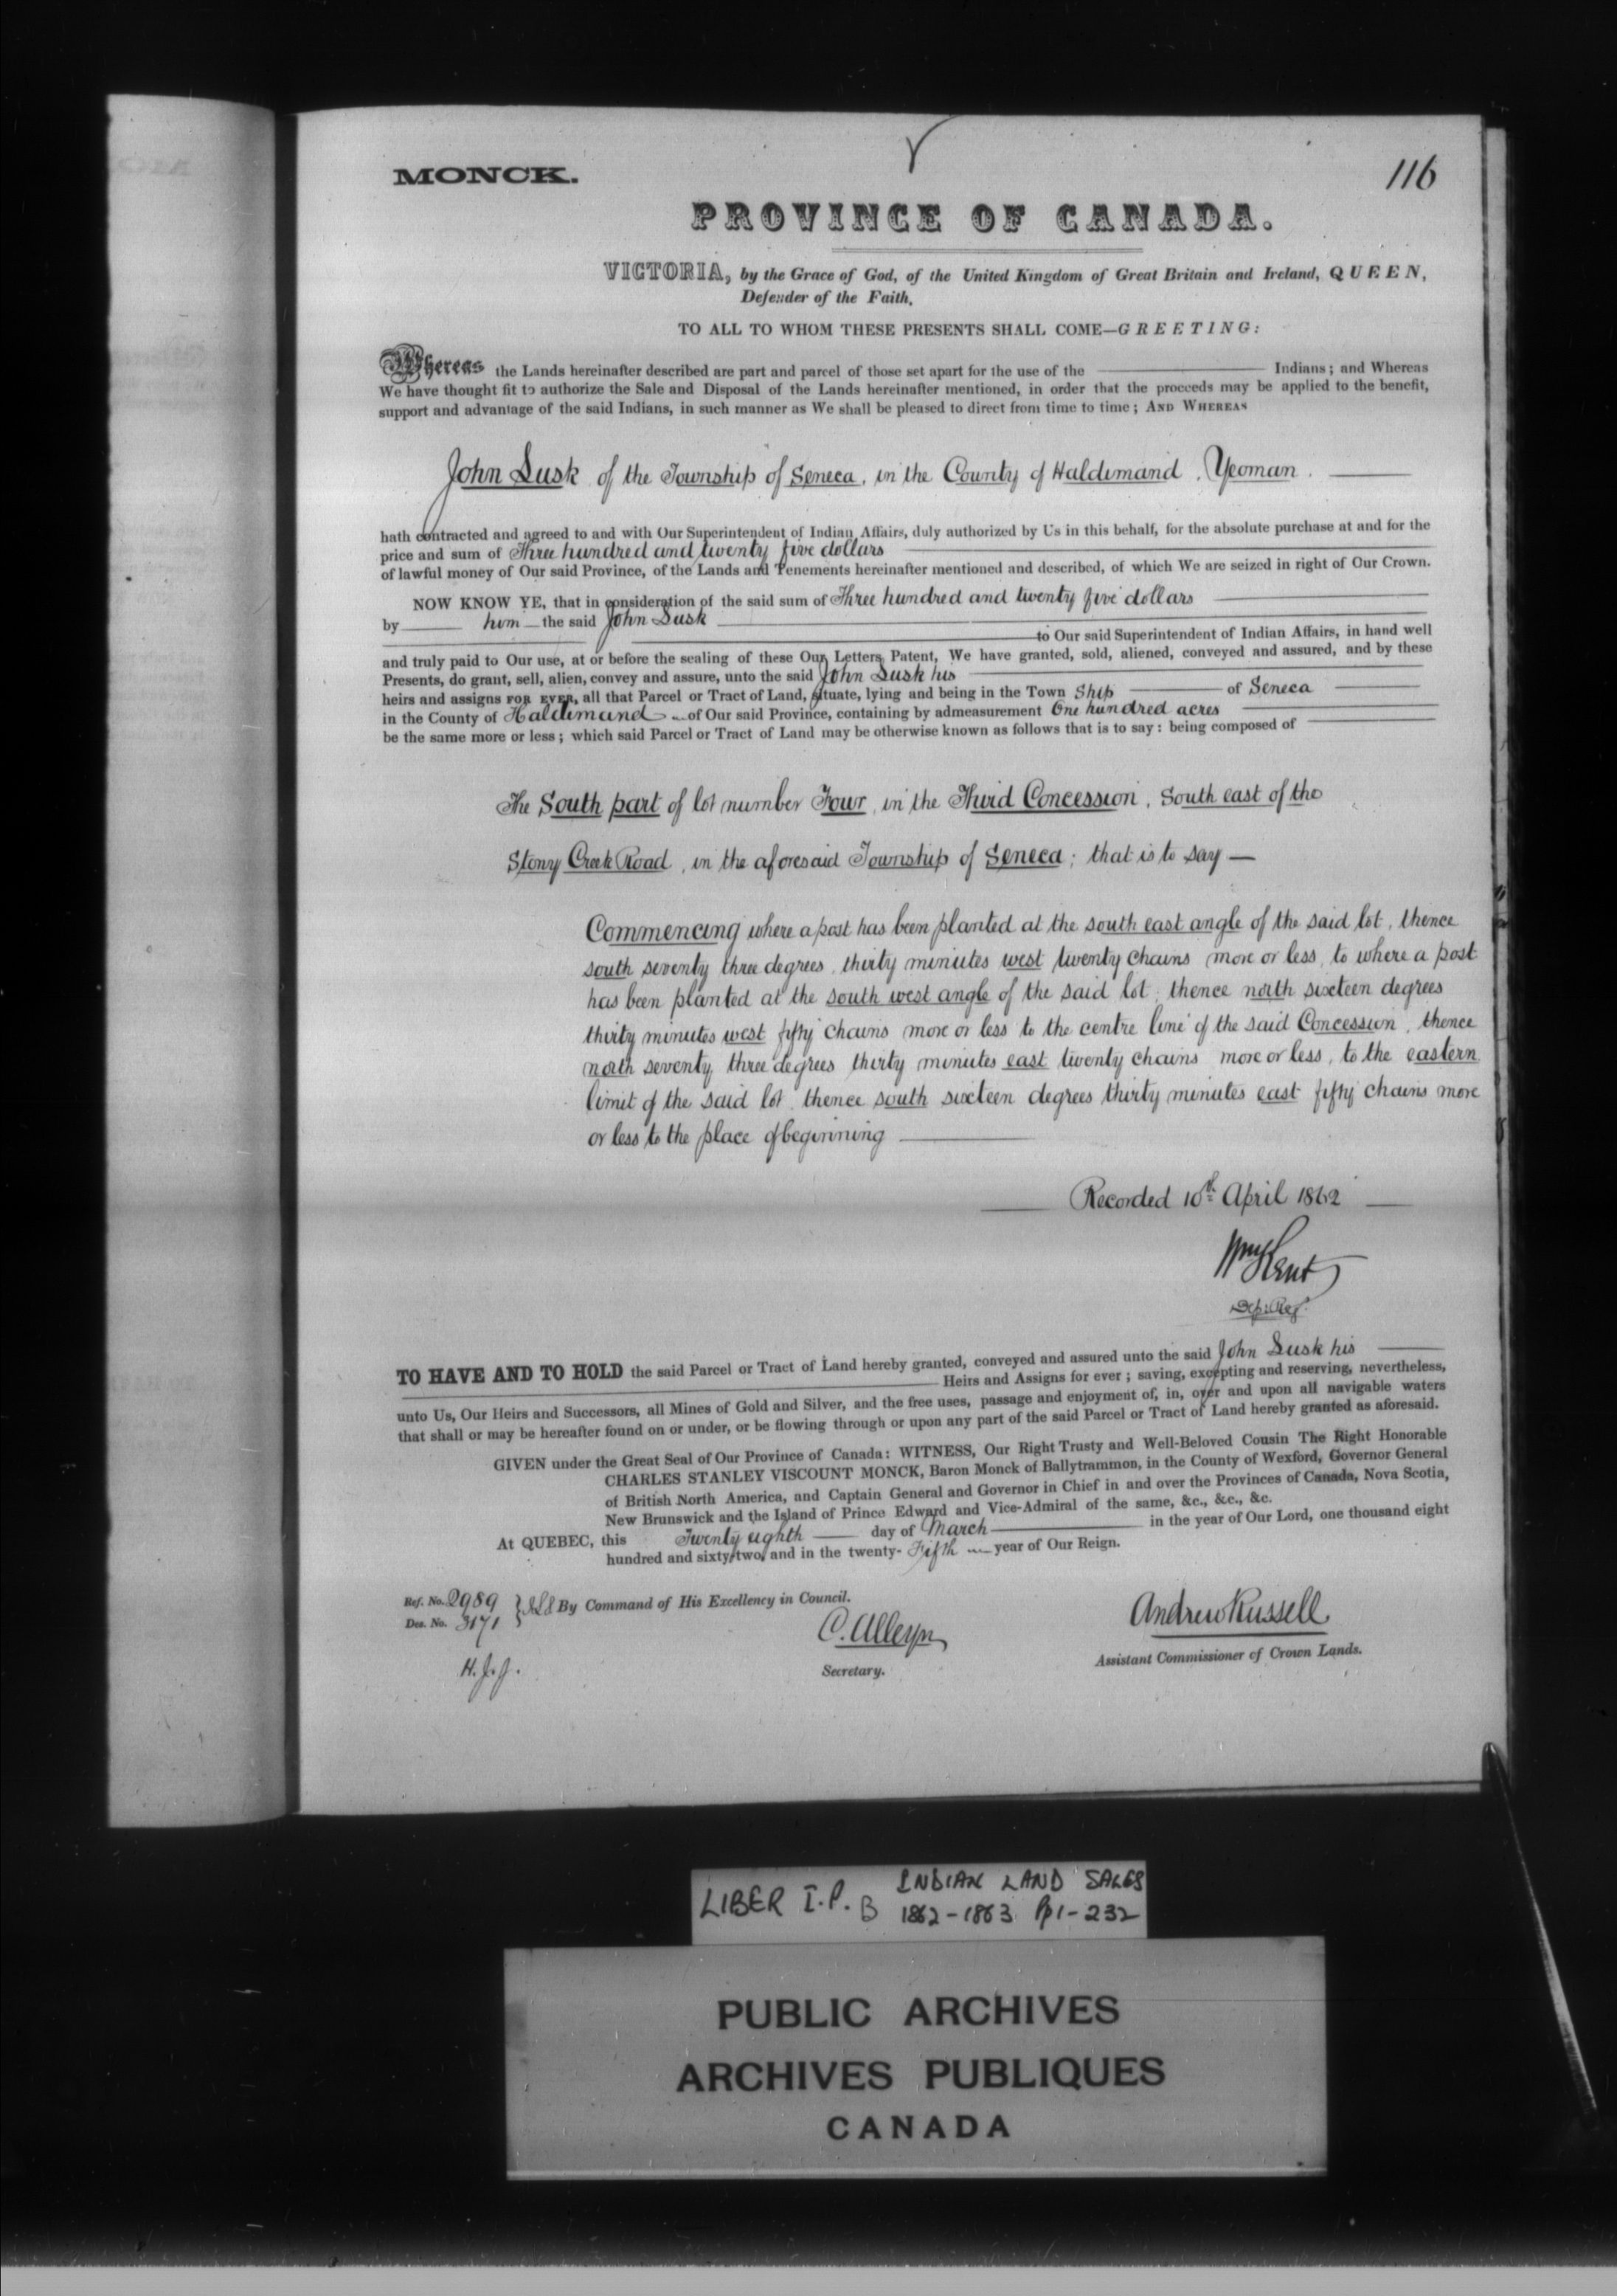 MONCK.
116
PROVINCE OF CANADA.
VICTORIA, by the Grace of God, of the United Kingdom of Great Britain and Ireland, QUEEN,
Defender of the Faith,
TO ALL TO WHOM THESE PRESENTS SHALL COME—GREETING:
Whereas the Lands hereinafter described are part and parcel of those set apart for the use of the Indians; and Whereas
We have thought fit to authorize the Sale and Disposal of the Lands hereinafter mentioned, in order that the proceeds may be applied to the benefit,
support and advantage of the said Indians, in such manner as We shall be pleased to direct from time to time; AND WHEREAS
John Lusk of the Township of Seneca, in the County of Haldimand, Yeoman.
hath contracted and agreed to and with Our Superintendent of Indian Affairs, duly authorized by Us in this behalf, for the absolute purchase at and for the
price and sum of Three hundred and twenty five dollars
of lawful money of Our said Province, of the Lands and Tenements hereinafter mentioned and described, of which We are seized in right of Our Crown.
NOW KNOW YE, that in consideration of the said sum of Three hundred and twenty five dollars
by him the said John Lusk
to Our said Superintendent of Indian Affairs, in hand well
and truly paid to Our use, at or before the sealing of these Our Letters Patent, We have granted, sold, aliened, conveyed and assured, and by these
Presents, do grant, sell, alien, convey and assure, unto the said John Lusk his
heirs and assigns FOR EVER, all that Parcel or Tract of Land, situate, lying and being in the Town Ship of Seneca
in the County of Haldimand of Our said Province, containing by admeasurement One hundred acres
be the same more or less; which said Parcel or Tract of Land may be otherwise known as follows that is to say: being composed of
The South part of lot number Four, in the Third Concession, South east of the
Stony Creek Road, in the aforesaid Township of Seneca; that is to say —
Commencing where a post has been planted at the south east angle of the said lot, thence
south seventy three degrees, thirty minutes west twenty chains more or less, to where a post
has been planted at the south west angle of the said lot; thence north sixteen degrees
thirty minutes west fifty chains more or less to the centre line of the said Concession, thence
north seventy three degrees thirty minutes east twenty chains more or less, to the eastern
limit of the said lot, thence south sixteen degrees thirty minutes east fifty chains more
or less to the place of beginning
Recorded 10th April 1862
Wm Kent
Dep: Reg.
TO HAVE AND TO HOLD the said Parcel or Tract of Land hereby granted, conveyed and assured unto the said John Lusk his
Heirs and Assigns for ever; saving, excepting and reserving, nevertheless,
unto Us, Our Heirs and Successors, all Mines of Gold and Silver, and the free uses, passage and enjoyment of, in, over and upon all navigable waters
that shall or may be hereafter found on or under, or be flowing through or upon any part of the said Parcel or Tract of Land hereby granted as aforesaid.
GIVEN under the Great Seal of Our Province of Canada: WITNESS, Our Right Trusty and Well-Beloved Cousin The Right Honorable
CHARLES STANLEY VISCOUNT MONCK, Baron Monck of Ballytrammon, in the County of Wexford, Governor General
of British North America, and Captain General and Governor in Chief in and over the Provinces of Canada, Nova Scotia,
New Brunswick and the Island of Prince Edward and Vice-Admiral of the same, &c., &c., &c.
At QUEBEC, this Twenty eighth day of March in the year of Our Lord, one thousand eight
hundred and sixty-two, and in the twenty-Fifth year of Our Reign.
Ref. No. 2989
By Command of His Excellency in Council.
Des. No. 3171
H.J.J.
C. Alleyn
Secretary.
Andrew Russell
Assistant Commissioner of Crown Lands.
LIBER I.P. B INDIAN LAND SALES
1862-1863 Pp 1-232
PUBLIC ARCHIVES
ARCHIVES PUBLIQUES
CANADA